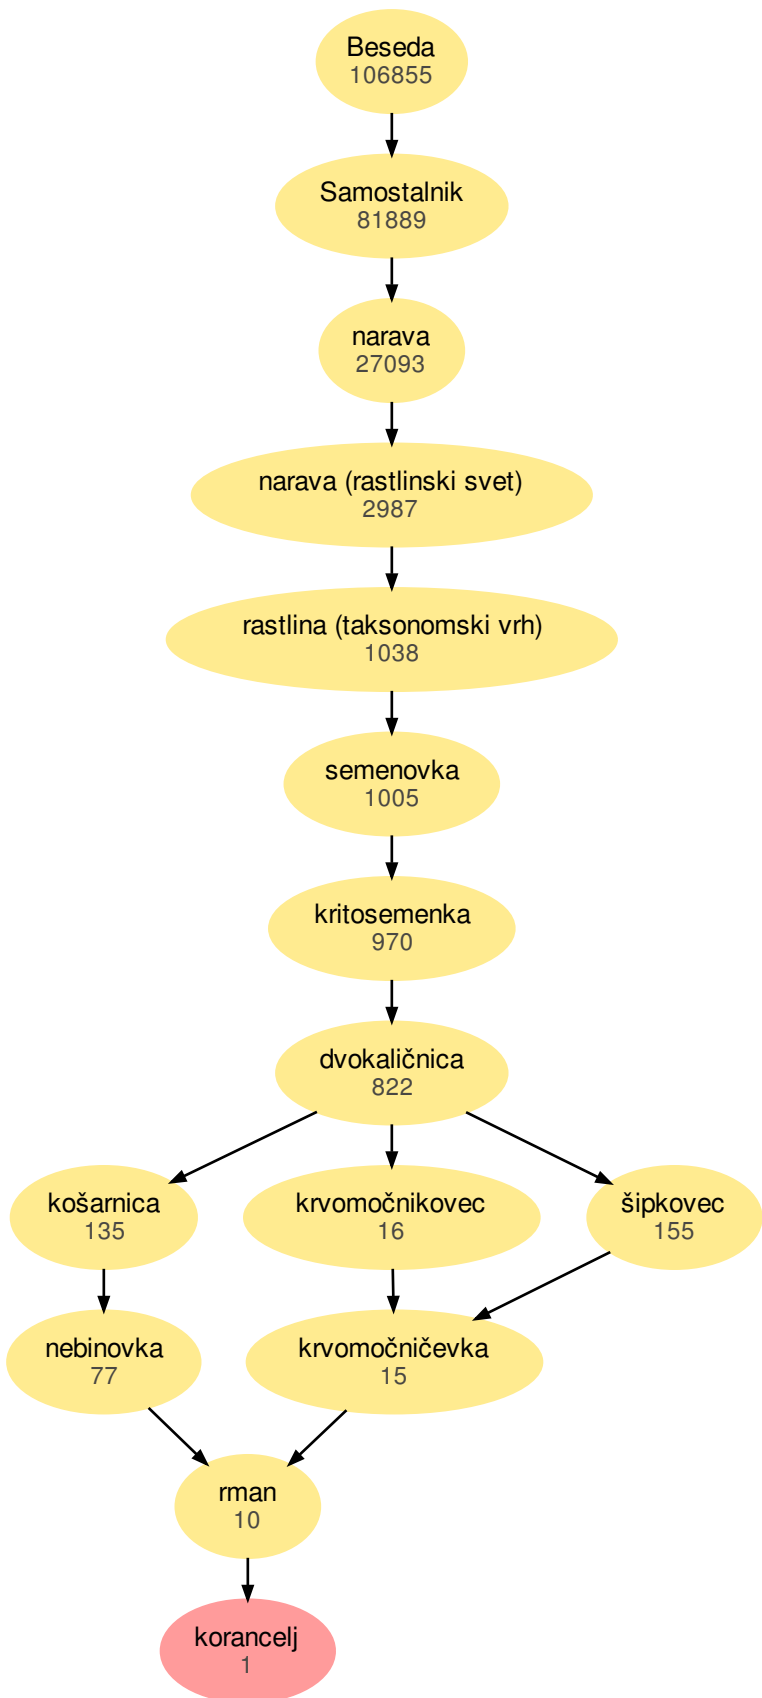 Beseda
106855
Samostalnik
81889
narava
27093
narava (rastlinski svet)
2987
rastlina (taksonomski vrh)
1038
semenovka
1005
kritosemenka
970
dvokaličnica
822
košarnica
135
krvomočnikovec
16
šipkovec
155
nebinovka
77
krvomočničevka
15
rman
10
korancelj
1